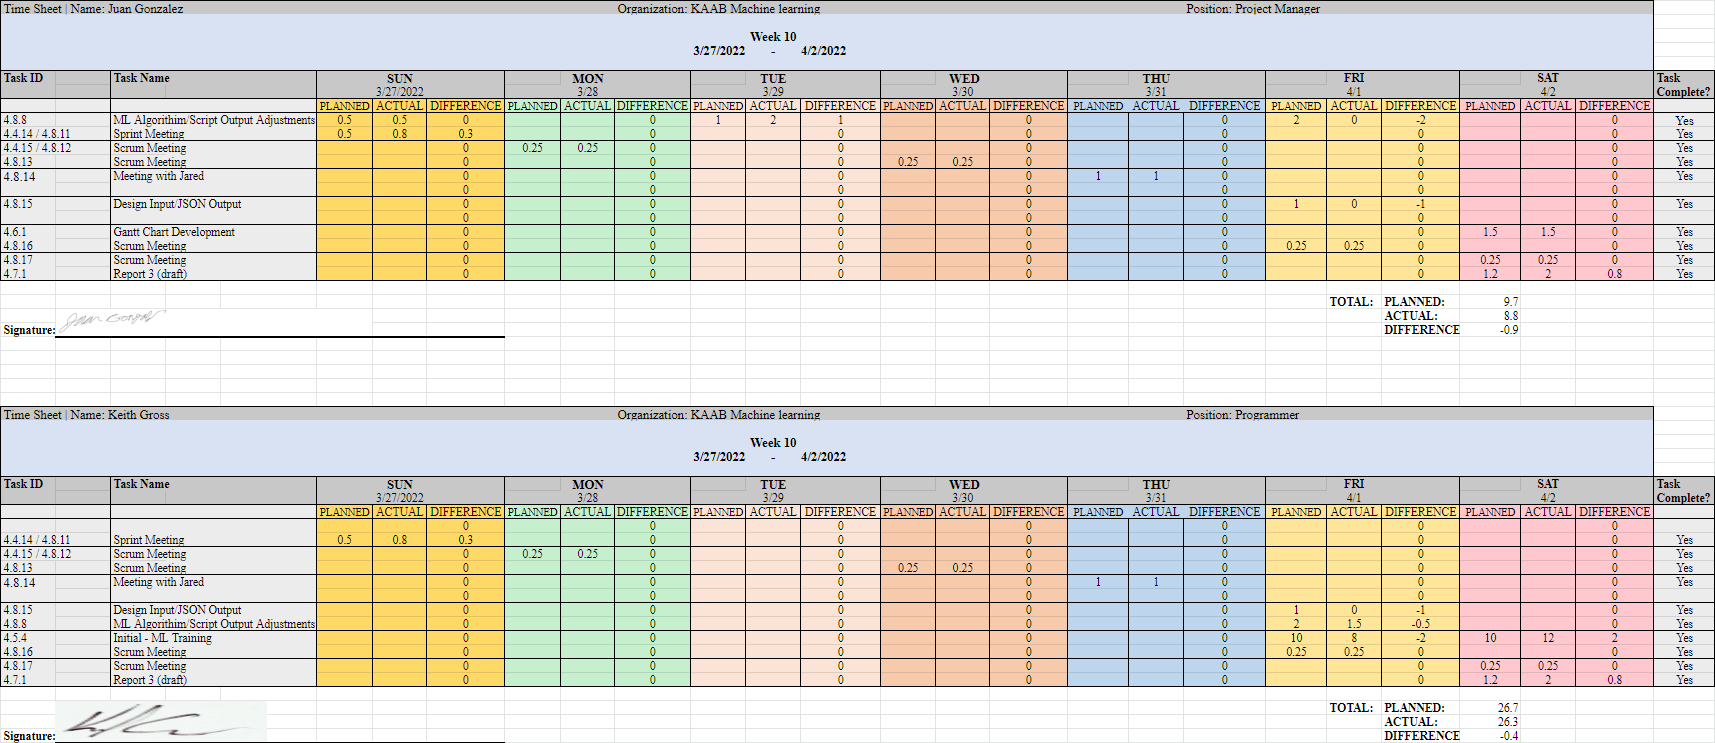 Time Sheet | Name: Juan Gonzalez Organization: KAAB Machine learning Position: Project Manager
Week 10
3/27/2022 - 4/2/2022
Task ID Task Name SUN MON TUE WED THU FRI SAT Task
3/27/2022 3/28 3/29 3/30 3/31 4/1 4/2 Complete?
PLANNED ACTUAL DIFFERENCE PLANNED ACTUAL DIFFERENCE PLANNED ACTUAL DIFFERENCE PLANNED ACTUAL DIFFERENCE PLANNED ACTUAL DIFFERENCE PLANNED ACTUAL DIFFERENCE PLANNED ACTUAL DIFFERENCE
4.8.8 ML Algorithim/Script Output Adjustments 0.5 0.5 0 0 1 2 1 0 0 2 0 -2 0 Yes
4.4.14 / 4.8.11 Sprint Meeting 0.5 0.8 0.3 0 0 0 0 0 0 Yes
4.4.15 / 4.8.12 Scrum Meeting 0 0.25 0.25 0 0 0 0 0 0 Yes
4.8.13 Scrum Meeting 0 0 0 0.25 0.25 0 0 0 0 Yes
4.8.14 Meeting with Jared 0 0 0 0 1 1 0 0 0 Yes
0 0 0 0 0 0 0
4.8.15 Design Input/JSON Output 0 0 0 0 0 1 0 -1 0 Yes
0 0 0 0 0 0 0
4.6.1 Gantt Chart Development 0 0 0 0 0 0 1.5 1.5 0 Yes
4.8.16 Scrum Meeting 0 0 0 0 0 0.25 0.25 0 0 Yes
4.8.17 Scrum Meeting 0 0 0 0 0 0 0.25 0.25 0 Yes
4.7.1 Report 3 (draft) 0 0 0 0 0 0 1.2 2 0.8 Yes
TOTAL: PLANNED: 9.7
ACTUAL: 8.8
Signature: Juan Gonzalez DIFFERENCE -0.9
Time Sheet | Name: Keith Gross Organization: KAAB Machine learning Position: Programmer
Week 10
3/27/2022 - 4/2/2022
Task ID Task Name SUN MON TUE WED THU FRI SAT Task
3/27/2022 3/28 3/29 3/30 3/31 4/1 4/2 Complete?
PLANNED ACTUAL DIFFERENCE PLANNED ACTUAL DIFFERENCE PLANNED ACTUAL DIFFERENCE PLANNED ACTUAL DIFFERENCE PLANNED ACTUAL DIFFERENCE PLANNED ACTUAL DIFFERENCE PLANNED ACTUAL DIFFERENCE
0 0 0 0 0 0 0
4.4.14 / 4.8.11 Sprint Meeting 0.5 0.8 0.3 0 0 0 0 0 0 Yes
4.4.15 / 4.8.12 Scrum Meeting 0 0.25 0.25 0 0 0 0 0 0 Yes
4.8.13 Scrum Meeting 0 0 0 0.25 0.25 0 0 0 0 Yes
4.8.14 Meeting with Jared 0 0 0 0 1 1 0 0 0 Yes
0 0 0 0 0 0 0
4.8.15 Design Input/JSON Output 0 0 0 0 0 1 0 -1 0 Yes
4.8.8 ML Algorithim/Script Output Adjustments 0 0 0 0 0 2 1.5 -0.5 0 Yes
4.5.4 Initial - ML Training 0 0 0 0 0 10 8 -2 10 12 2 Yes
4.8.16 Scrum Meeting 0 0 0 0 0 0.25 0.25 0 0 Yes
4.8.17 Scrum Meeting 0 0 0 0 0 0 0.25 0.25 0 Yes
4.7.1 Report 3 (draft) 0 0 0 0 0 0 1.2 2 0.8 Yes
TOTAL: PLANNED: 26.7
ACTUAL: 26.3
Signature: DIFFERENCE -0.4